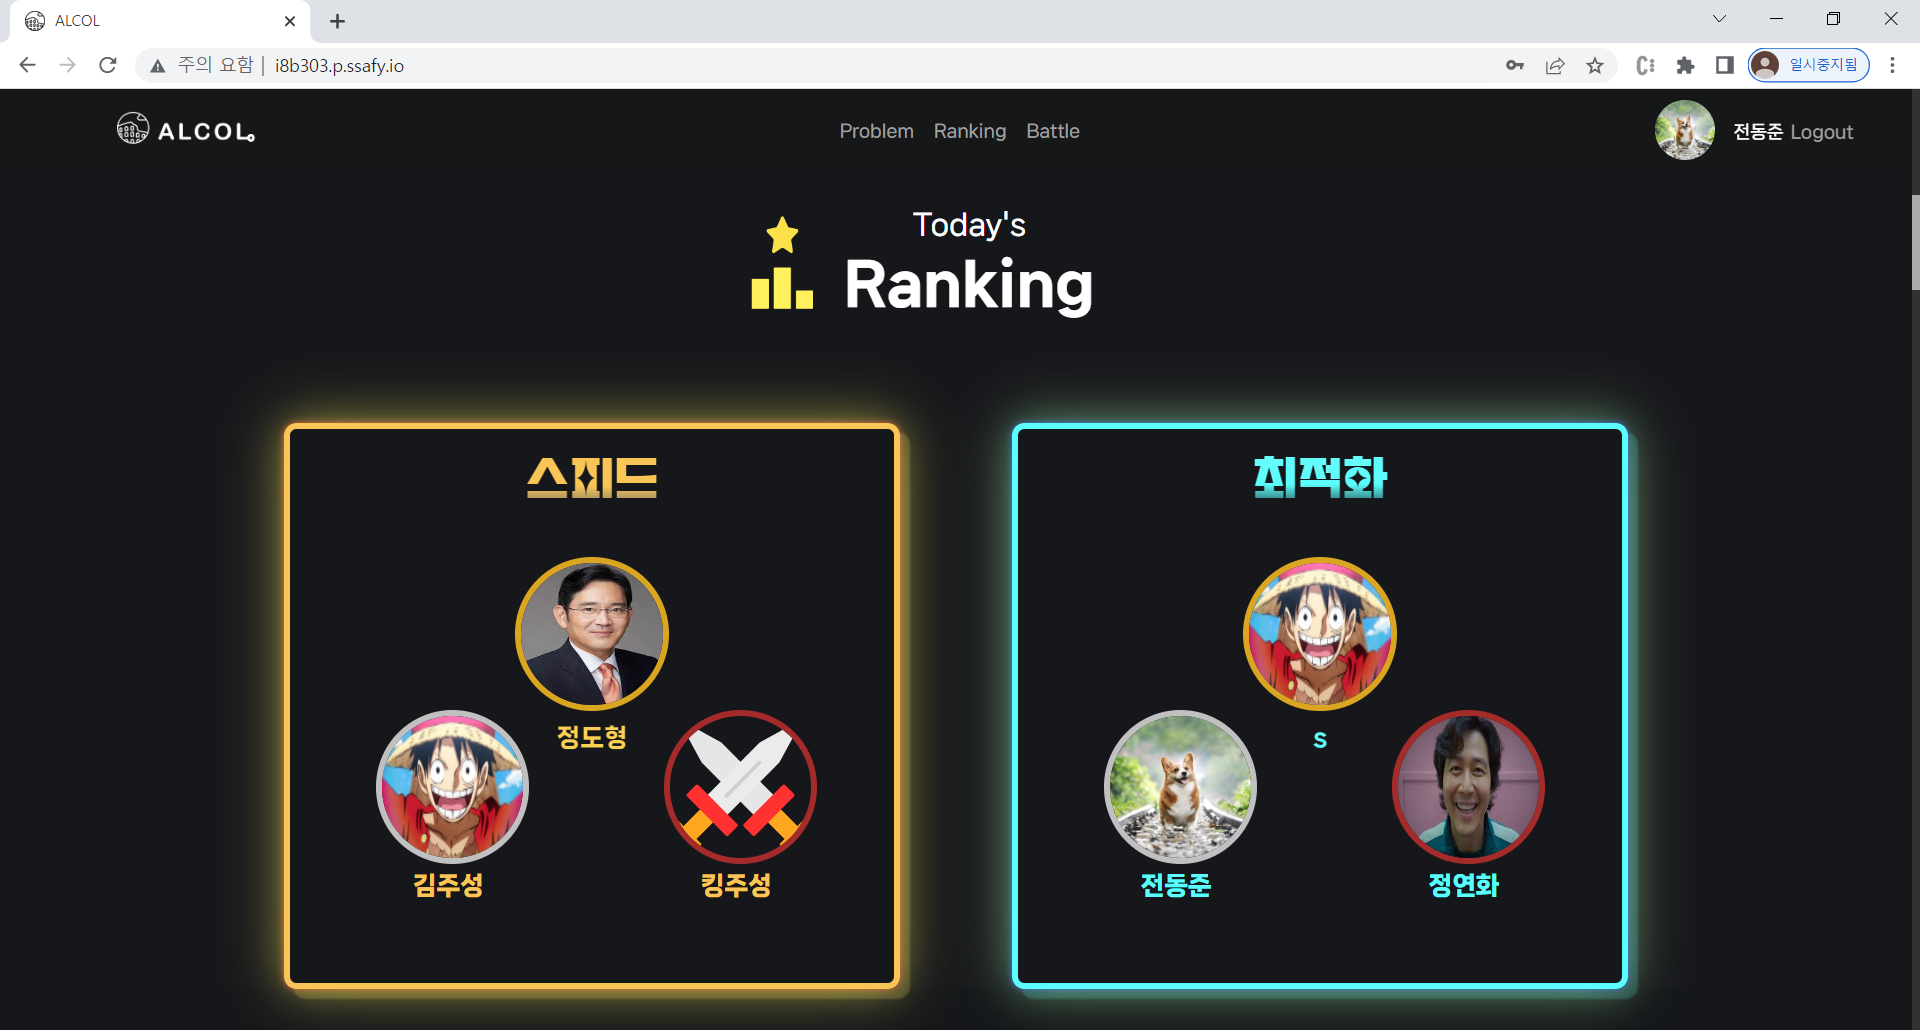 ALCOL
주의 요함 | i8b303.p.ssafy.io
일시중지됨
ALCOL
Problem Ranking Battle
전동준 Logout
Today's
Ranking
스피드
정도형
김주성
킹주성
최적화
S
전동준
정연화